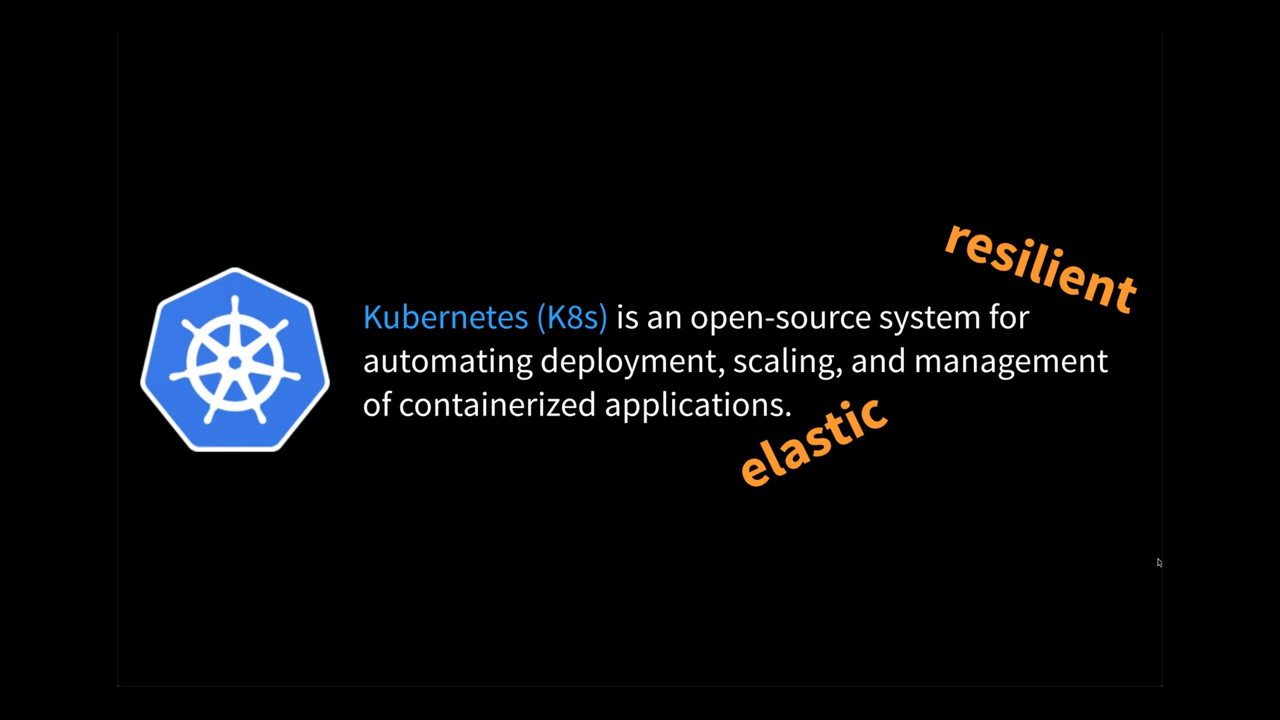 resilient
Kubernetes (K8s) is an open-source system for
automating deployment, scaling, and management
of containerized applications.
elastic